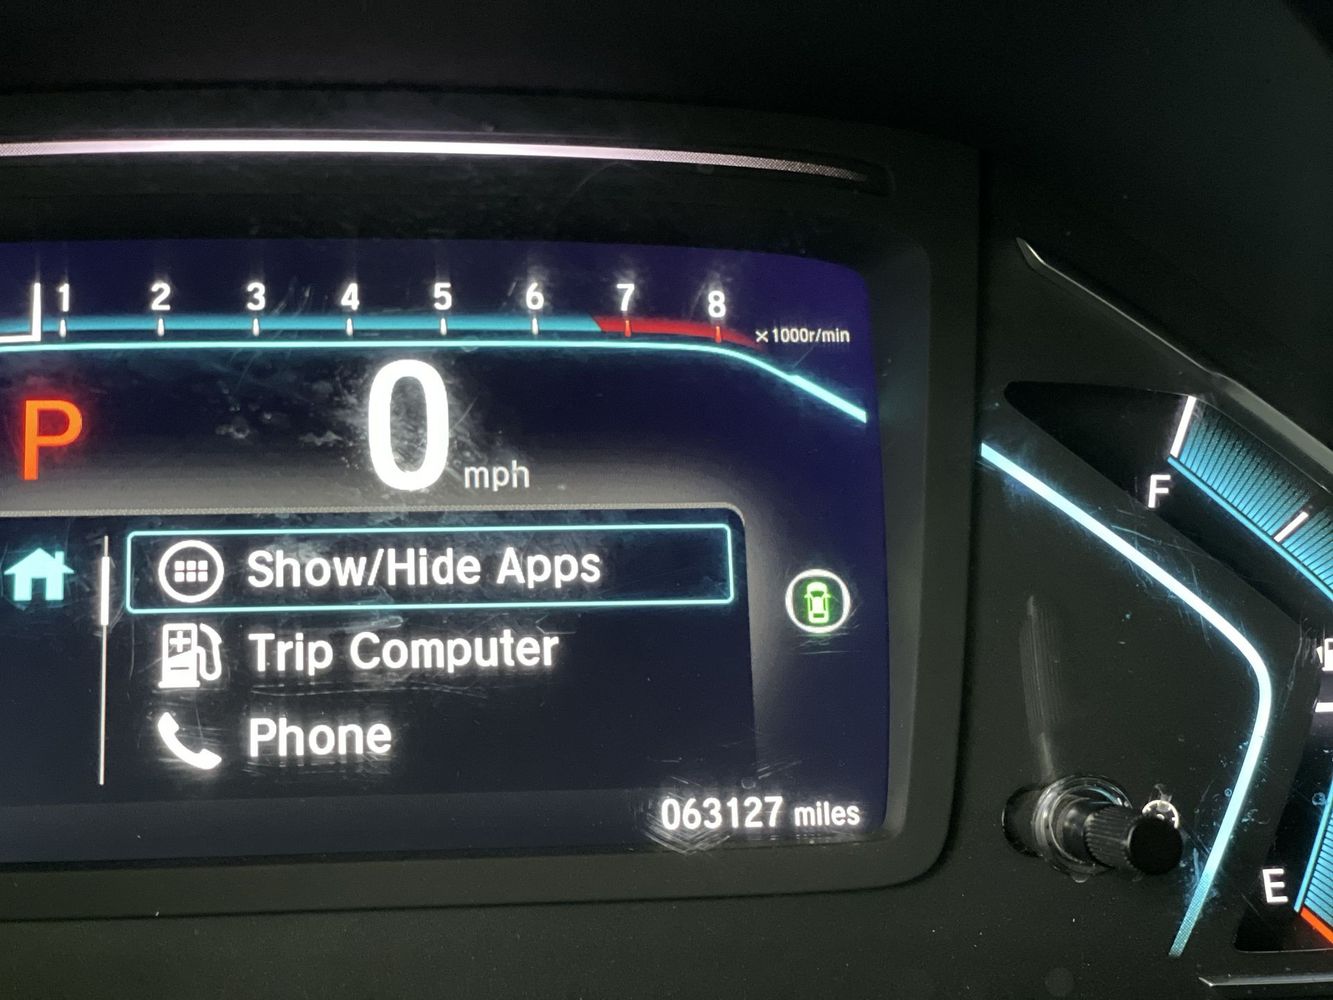 1 2 3 4 5 6 7 8
x1000r/min
P
0 mph
F
Show/Hide Apps
Trip Computer
Phone
063127 miles
E